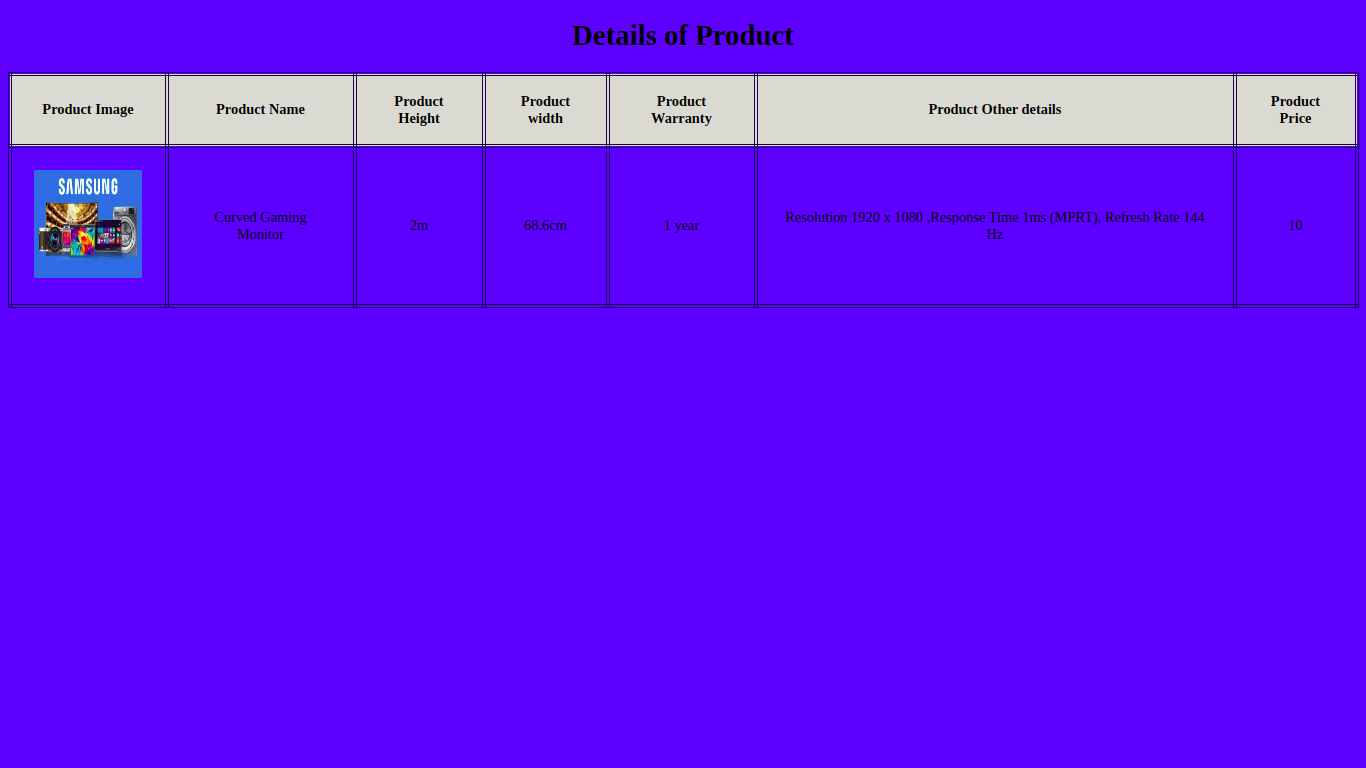 Details of Product
Product Image
Product Name
Product
Height
Product
width
Product
Warranty
Product Other details
Product
Price
SAMSUNG
Curved Gaming
Monitor
2m
68.6cm
1 year
Resolution 1920 x 1080 ,Response Time 1ms (MPRT), Refresh Rate 144
Hz
10